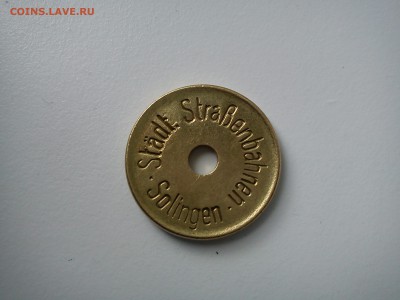 COINS.LAVE.RU
Städt. Straßenbahnen
· Solingen ·